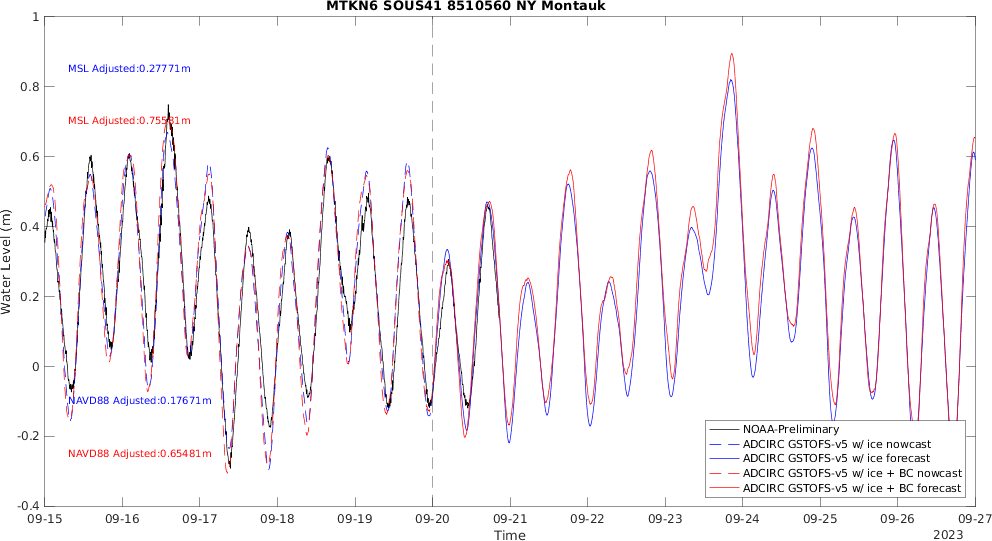 MTKN6 SOUS41 8510560 NY Montauk
1
0.8
0.6
0.4
0.2
0
-0.2
-0.4
Water Level (m)
MSL Adjusted:0.27771m
MSL Adjusted:0.75581m
NAVD88 Adjusted:0.17671m
NAVD88 Adjusted:0.65481m
NOAA-Preliminary
ADCIRC GSTOFS-v5 w/ ice nowcast
ADCIRC GSTOFS-v5 w/ ice forecast
ADCIRC GSTOFS-v5 w/ ice + BC nowcast
ADCIRC GSTOFS-v5 w/ ice + BC forecast
09-15 09-16 09-17 09-18 09-19 09-20 09-21 09-22 09-23 09-24 09-25 09-26 09-27
Time
2023